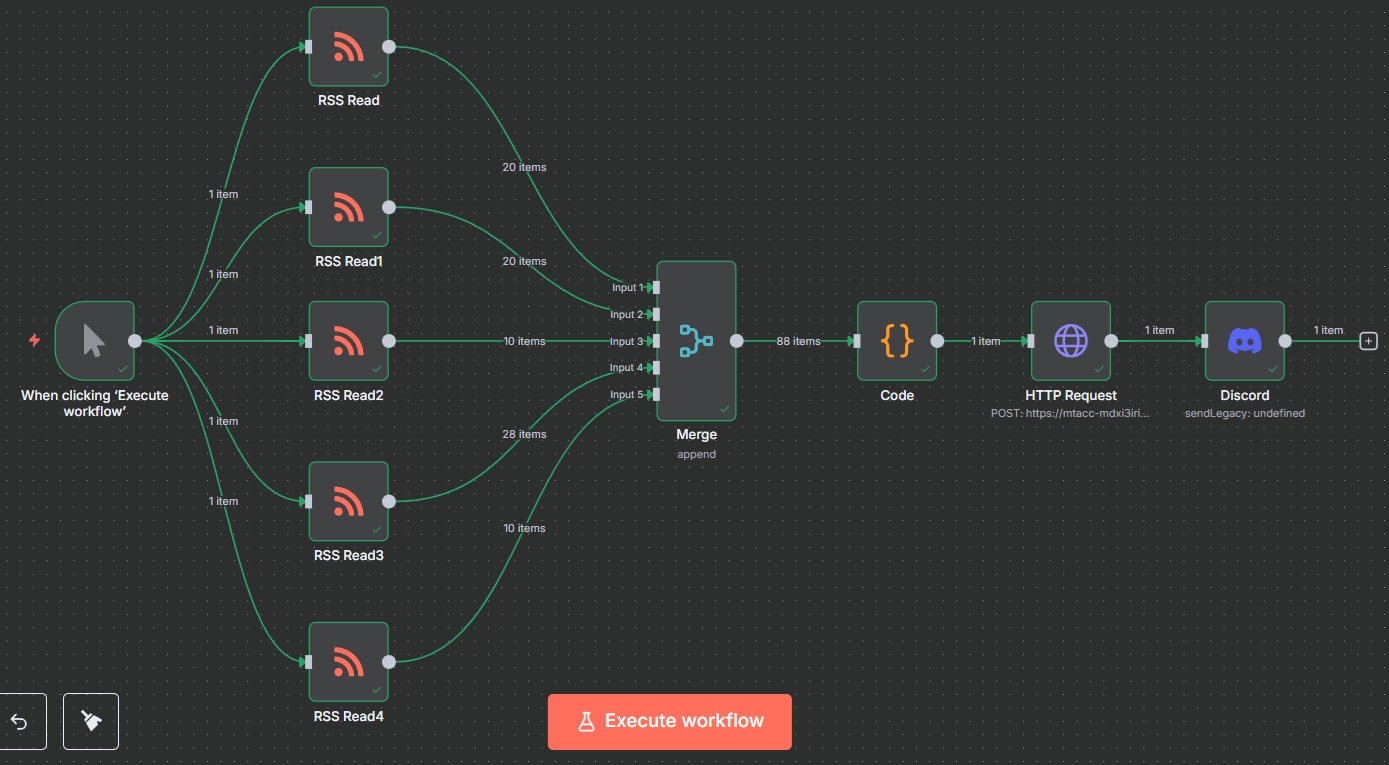 RSS Read
1 item
20 items
RSS Read1
1 item
20 items
Input 1
Input 2
1 item
10 items
Input 3
88 items
1 item
1 item
1 item
Input 4
Input 5
When clicking ‘Execute
workflow’
RSS Read2
Code
HTTP Request
POST: https://mtacc-mdxi3iri...
Discord
sendLegacy: undefined
1 item
28 items
Merge
append
1 item
10 items
RSS Read3
RSS Read4
Execute workflow